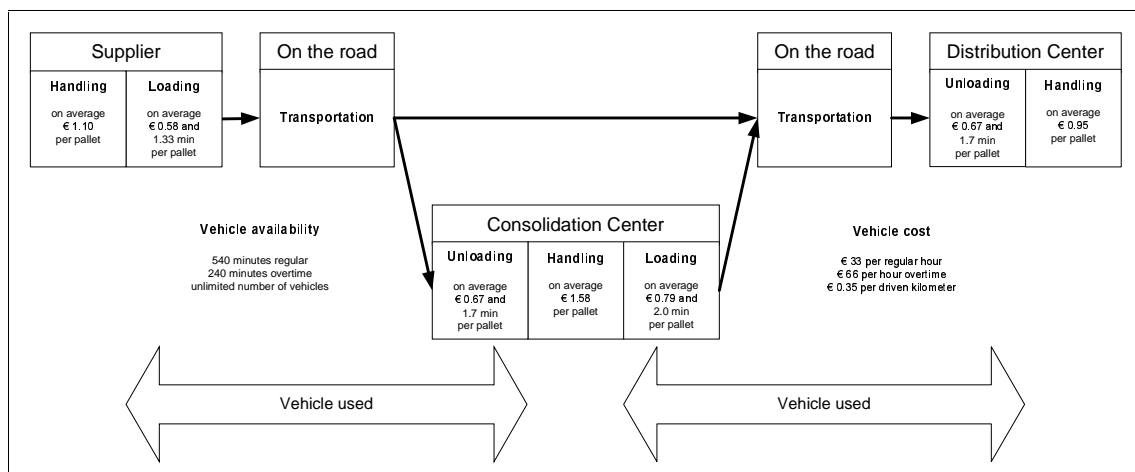 Supplier
Handling
on average
€ 1.10
per pallet
Loading
on average
€ 0.58 and
1.33 min
per pallet
On the road
Transportation
On the road
Transportation
Distribution Center
Unloading
on average
€ 0.67 and
1.7 min
per pallet
Handling
on average
€ 0.95
per pallet
Vehicle availability
540 minutes regular
240 minutes overtime
unlimited number of vehicles
Consolidation Center
Unloading
on average
€ 0.67 and
1.7 min
per pallet
Handling
on average
€ 1.58
per pallet
Loading
on average
€ 0.79 and
2.0 min
per pallet
Vehicle cost
€ 33 per regular hour
€ 66 per hour overtime
€ 0.35 per driven kilometer
Vehicle used
Vehicle used